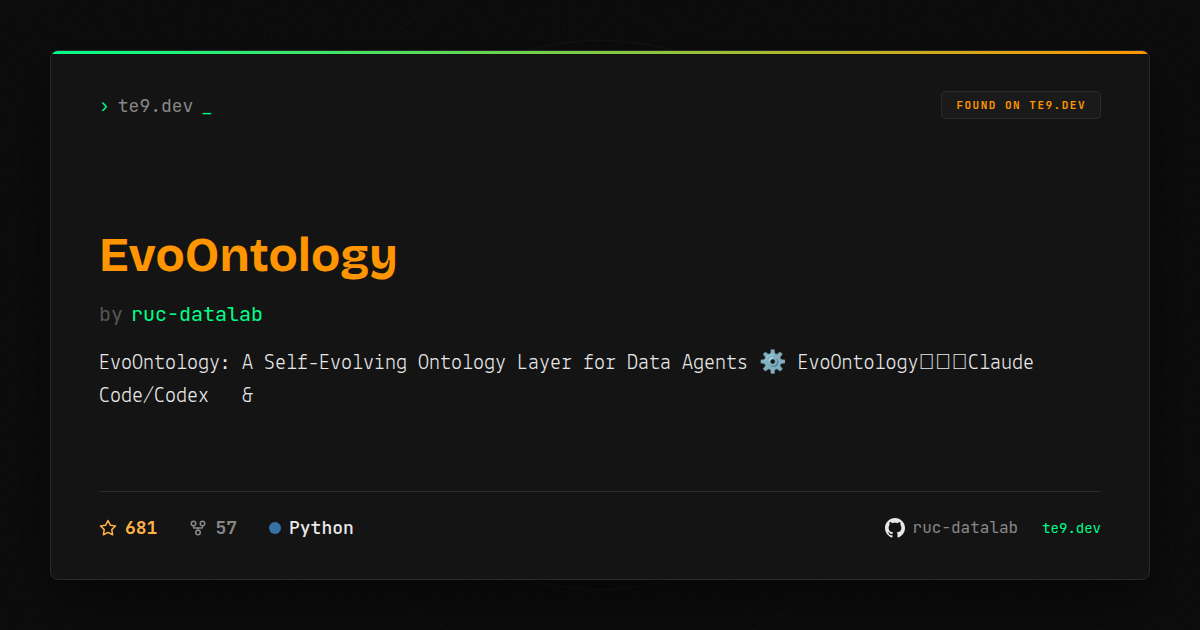 › te9.dev _
FOUND ON TE9.DEV
EvoOntology
by ruc-datalab
EvoOntology: A Self-Evolving Ontology Layer for Data Agents ⚙️ EvoOntology□□□Claude
Code/Codex &
681 57 Python
ruc-datalab te9.dev